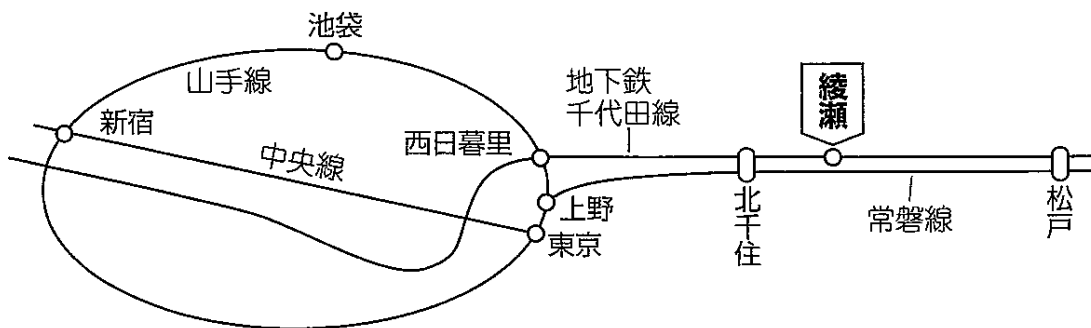 池袋
山手線
地下鉄
千代田線
綾瀬
新宿
中央線
西日暮里
上野
東京
北千住
常磐線
松戸